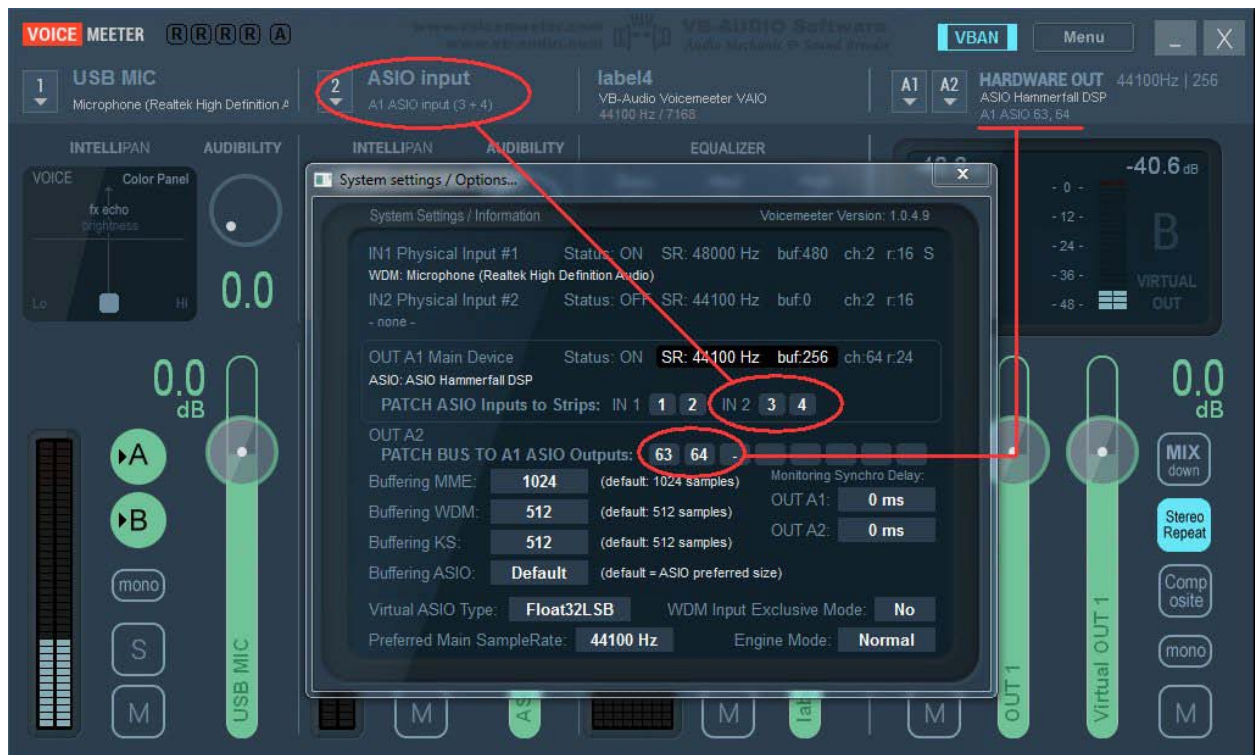 VOICE MEETER R R R R A
www.vb-audio.com VB-AUDIO Software
Audio Mechanic & Sound Breeder
VBAN Menu _ X
1 USB MIC
Microphone (Realtek High Definition A
2 ASIO input
A1 ASIO input (3 + 4)
label4
VB-Audio Voicemeeter VAIO
44100 Hz / 7168
A1 A2 HARDWARE OUT 44100Hz | 256
ASIO Hammerfall DSP
A1 ASIO 63, 64
INTELLIPAN AUDIBILITY INTELLIPAN AUDIBILITY EQUALIZER
VOICE Color Panel
fx echo
brightness
Lo Hi
0.0
-40.6 dB
- 0 -
- 12 -
- 24 -
- 36 -
- 48 -
B
VIRTUAL
OUT
System settings / Options... x
System Settings / Information Voicemeeter Version: 1.0.4.9
IN1 Physical Input #1 Status: ON SR: 48000 Hz buf:480 ch:2 r:16 S
WDM: Microphone (Realtek High Definition Audio)
IN2 Physical Input #2 Status: OFF SR: 44100 Hz buf:0 ch:2 r:16
- none -
OUT A1 Main Device Status: ON SR: 44100 Hz buf:256 ch:64 r:24
ASIO: ASIO Hammerfall DSP
PATCH ASIO Inputs to Strips: IN 1 1 2 IN 2 3 4
OUT A2
PATCH BUS TO A1 ASIO Outputs: 63 64 -
Buffering MME: 1024 (default: 1024 samples)
Buffering WDM: 512 (default: 512 samples)
Buffering KS: 512 (default: 512 samples)
Buffering ASIO: Default (default = ASIO preferred size)
Monitoring Synchro Delay:
OUT A1: 0 ms
OUT A2: 0 ms
Virtual ASIO Type: Float32LSB WDM Input Exclusive Mode: No
Preferred Main SampleRate: 44100 Hz Engine Mode: Normal
0.0
dB
A
B
mono
S
M
USB MIC
M
AS
M
lab
M
OUT 1
Virtual OUT 1
0.0
dB
MIX
down
Stereo
Repeat
Comp
osite
mono
M